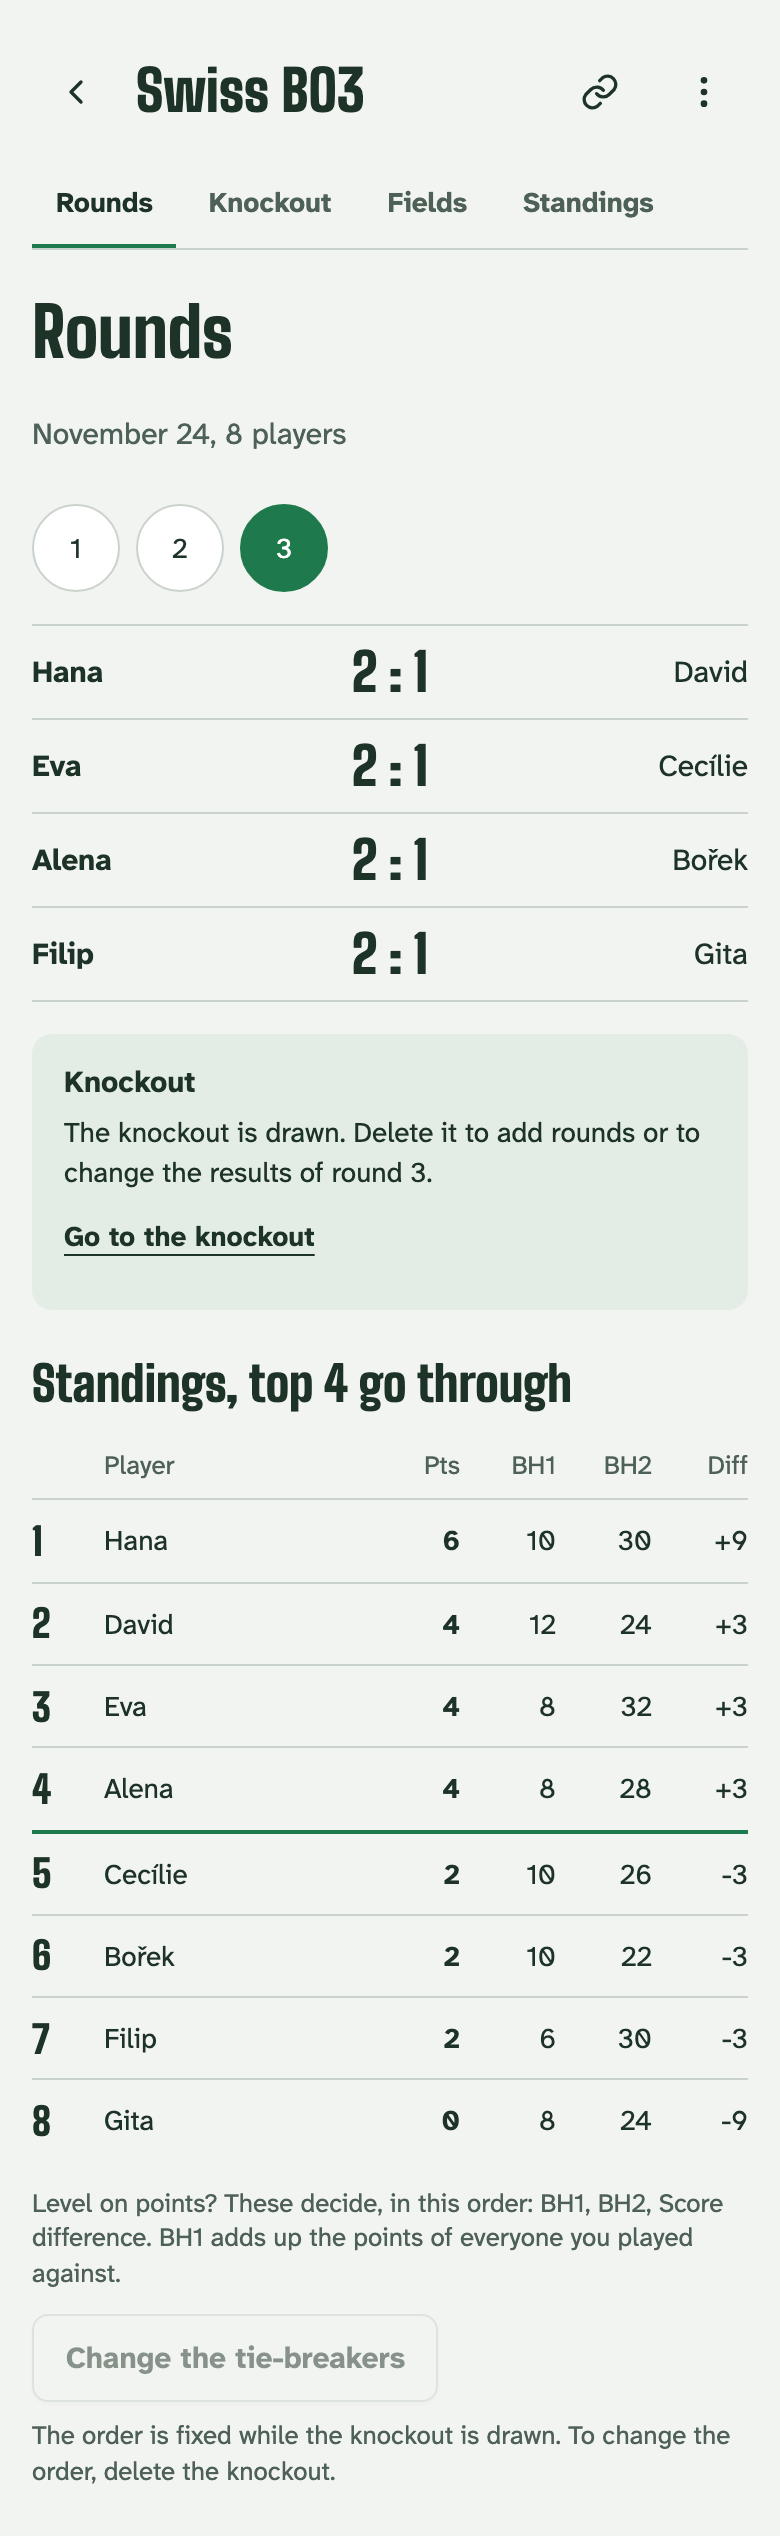 Swiss BO3
Rounds Knockout Fields Standings
Rounds
November 24, 8 players
1 2 3
Hana 2 : 1 David
Eva 2 : 1 Cecílie
Alena 2 : 1 Bořek
Filip 2 : 1 Gita
Knockout
The knockout is drawn. Delete it to add rounds or to
change the results of round 3.
Go to the knockout
Standings, top 4 go through
Player Pts BH1 BH2 Diff
1 Hana 6 10 30 +9
2 David 4 12 24 +3
3 Eva 4 8 32 +3
4 Alena 4 8 28 +3
5 Cecílie 2 10 26 -3
6 Bořek 2 10 22 -3
7 Filip 2 6 30 -3
8 Gita 0 8 24 -9
Level on points? These decide, in this order: BH1, BH2, Score
difference. BH1 adds up the points of everyone you played
against.
Change the tie-breakers
The order is fixed while the knockout is drawn. To change the
order, delete the knockout.